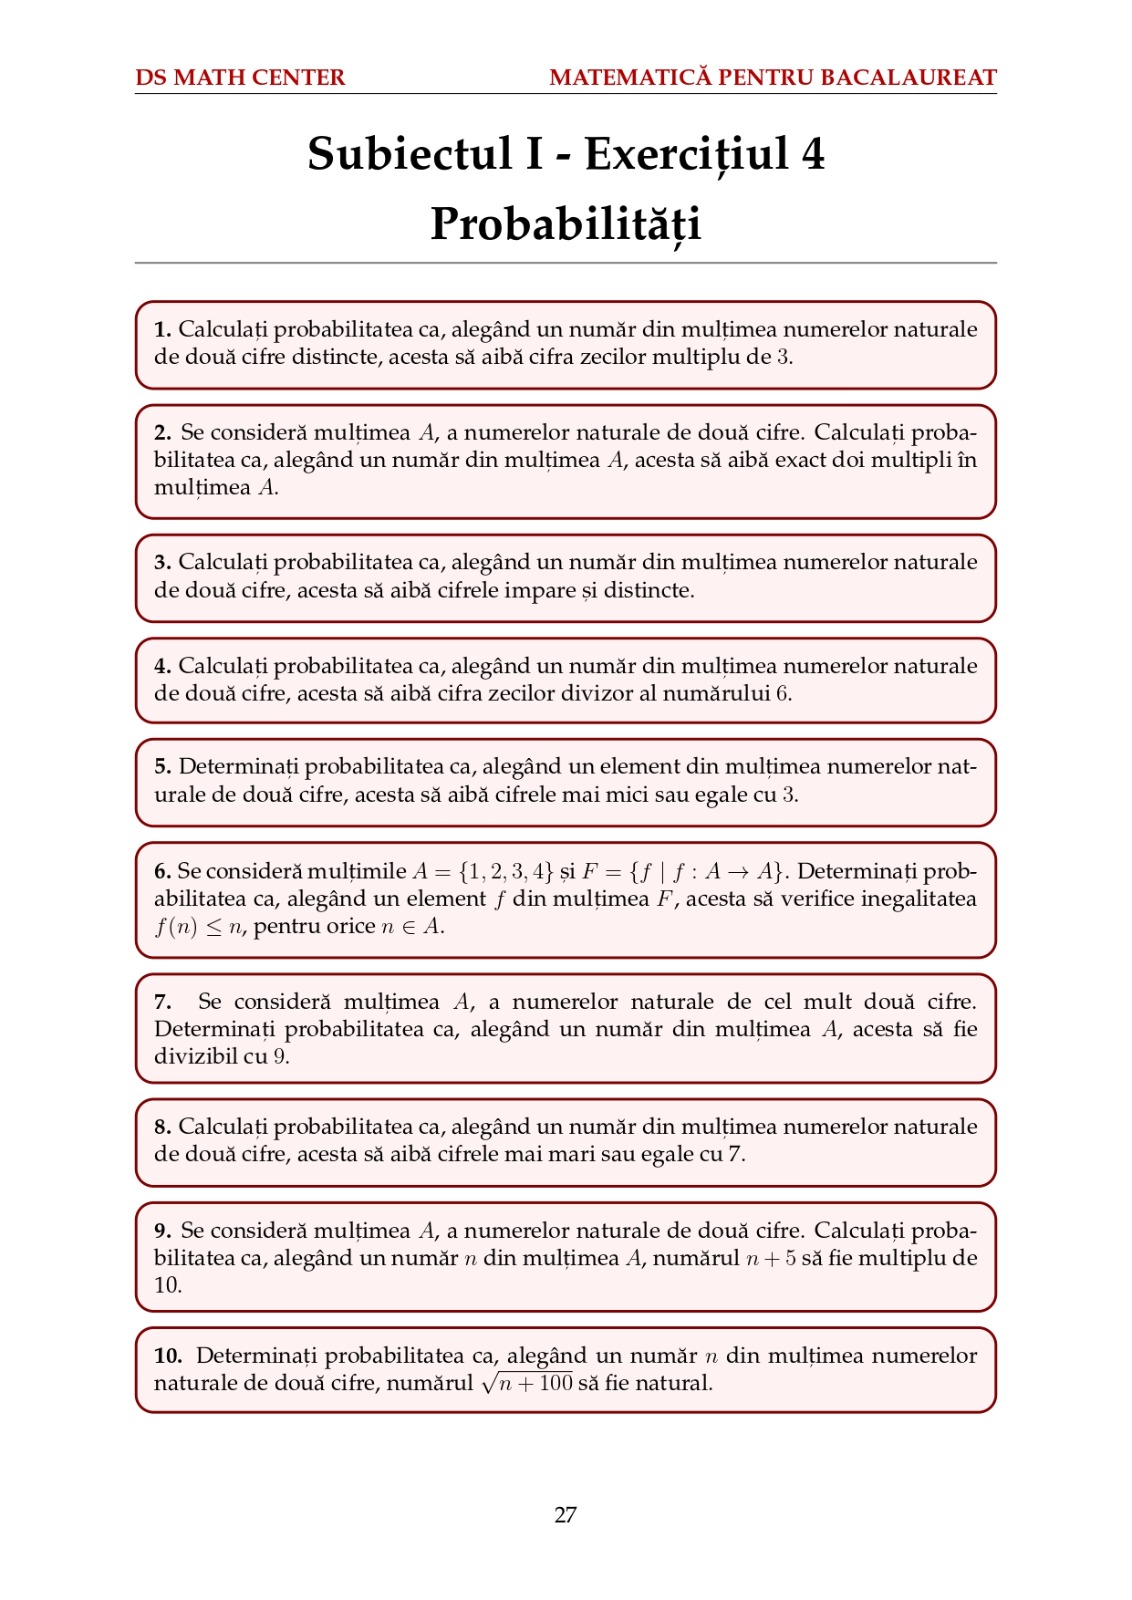 DS MATH CENTER MATEMATICĂ PENTRU BACALAUREAT
Subiectul I - Exercițiul 4
Probabilități
1. Calculați probabilitatea ca, alegând un număr din mulțimea numerelor naturale
de două cifre distincte, acesta să aibă cifra zecilor multiplu de 3.
2. Se consideră mulțimea A, a numerelor naturale de două cifre. Calculați proba-
bilitatea ca, alegând un număr din mulțimea A, acesta să aibă exact doi multipli în
mulțimea A.
3. Calculați probabilitatea ca, alegând un număr din mulțimea numerelor naturale
de două cifre, acesta să aibă cifrele impare și distincte.
4. Calculați probabilitatea ca, alegând un număr din mulțimea numerelor naturale
de două cifre, acesta să aibă cifra zecilor divizor al numărului 6.
5. Determinați probabilitatea ca, alegând un element din mulțimea numerelor nat-
urale de două cifre, acesta să aibă cifrele mai mici sau egale cu 3.
6. Se consideră mulțimile A = {1, 2, 3, 4} și F = {f | f : A → A}. Determinați prob-
abilitatea ca, alegând un element f din mulțimea F, acesta să verifice inegalitatea
f(n) ≤ n, pentru orice n ∈ A.
7. Se consideră mulțimea A, a numerelor naturale de cel mult două cifre.
Determinați probabilitatea ca, alegând un număr din mulțimea A, acesta să fie
divizibil cu 9.
8. Calculați probabilitatea ca, alegând un număr din mulțimea numerelor naturale
de două cifre, acesta să aibă cifrele mai mari sau egale cu 7.
9. Se consideră mulțimea A, a numerelor naturale de două cifre. Calculați proba-
bilitatea ca, alegând un număr n din mulțimea A, numărul n + 5 să fie multiplu de
10.
10. Determinați probabilitatea ca, alegând un număr n din mulțimea numerelor
naturale de două cifre, numărul √(n + 100) să fie natural.
27